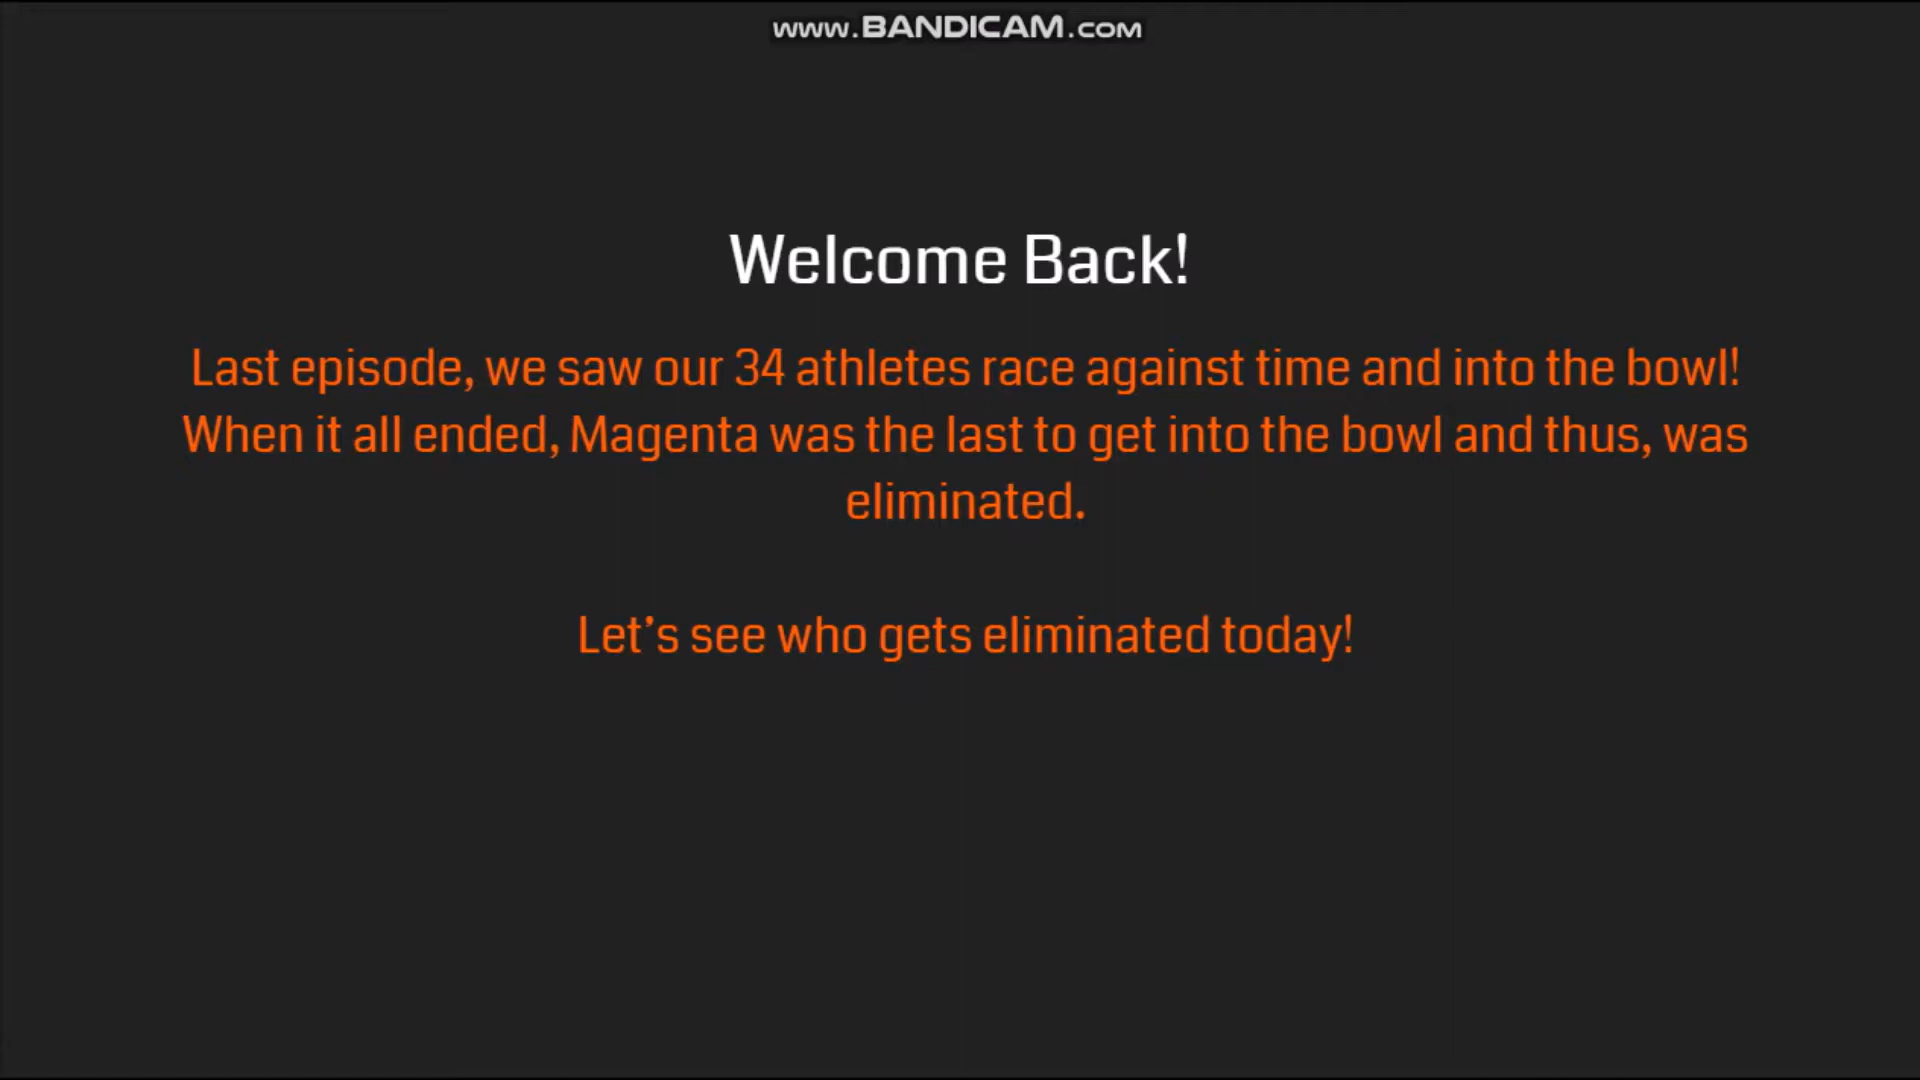 www.BANDICAM.com
Welcome Back!
Last episode, we saw our 34 athletes race against time and into the bowl!
When it all ended, Magenta was the last to get into the bowl and thus, was
eliminated.
Let’s see who gets eliminated today!